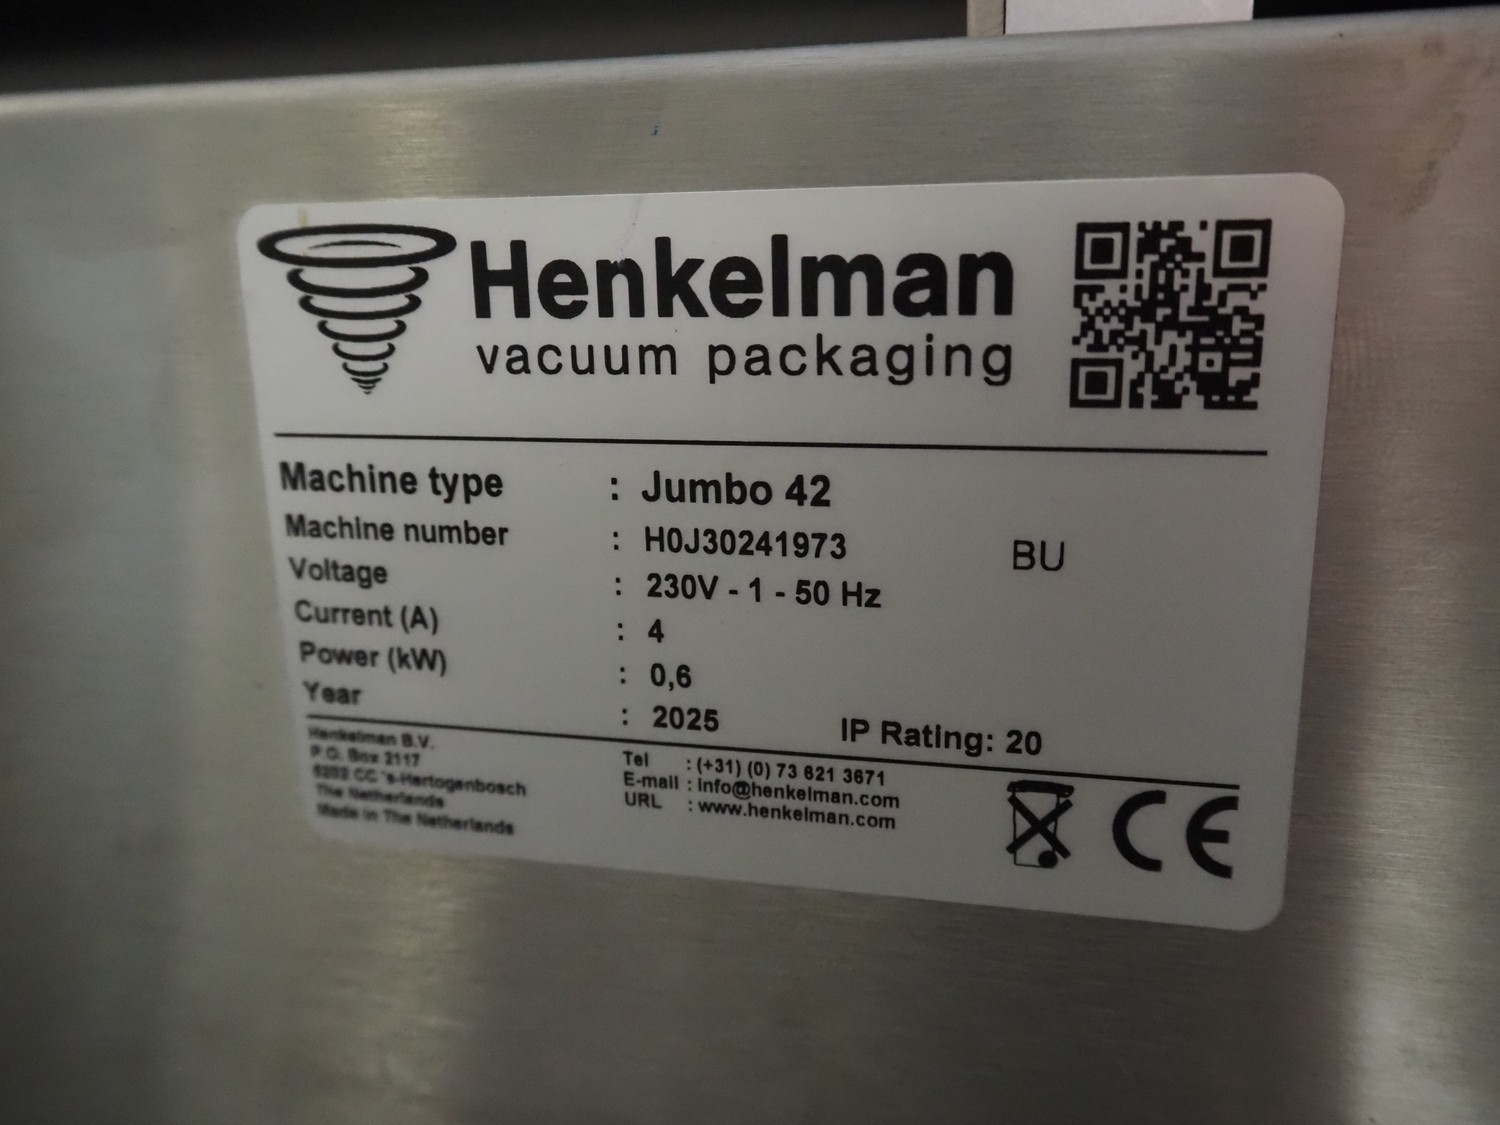 Henkelman
vacuum packaging
Machine type : Jumbo 42
Machine number : H0J30241973 BU
Voltage : 230V - 1 - 50 Hz
Current (A) : 4
Power (kW) : 0,6
Year : 2025 IP Rating: 20
Henkelman B.V.
P.O. Box 2117
CC 's-Hertogenbosch
The Netherlands
Made in The Netherlands
Tel : (+31) (0) 73 621 3671
E-mail : info@henkelman.com
URL : www.henkelman.com
CE